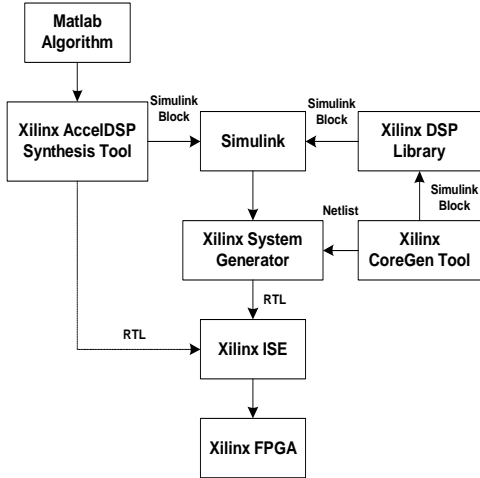 Matlab
Algorithm
Simulink
Block
Simulink
Block
Xilinx AccelDSP
Synthesis Tool
Simulink
Xilinx DSP
Library
Simulink
Block
Netlist
Xilinx System
Generator
Xilinx
CoreGen Tool
RTL
RTL
Xilinx ISE
Xilinx FPGA